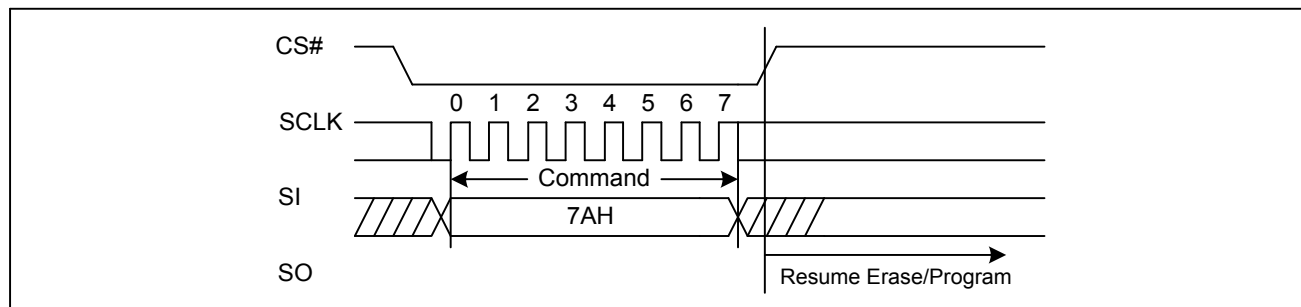 CS#
0 1 2 3 4 5 6 7
SCLK
Command
SI
7AH
SO
Resume Erase/Program